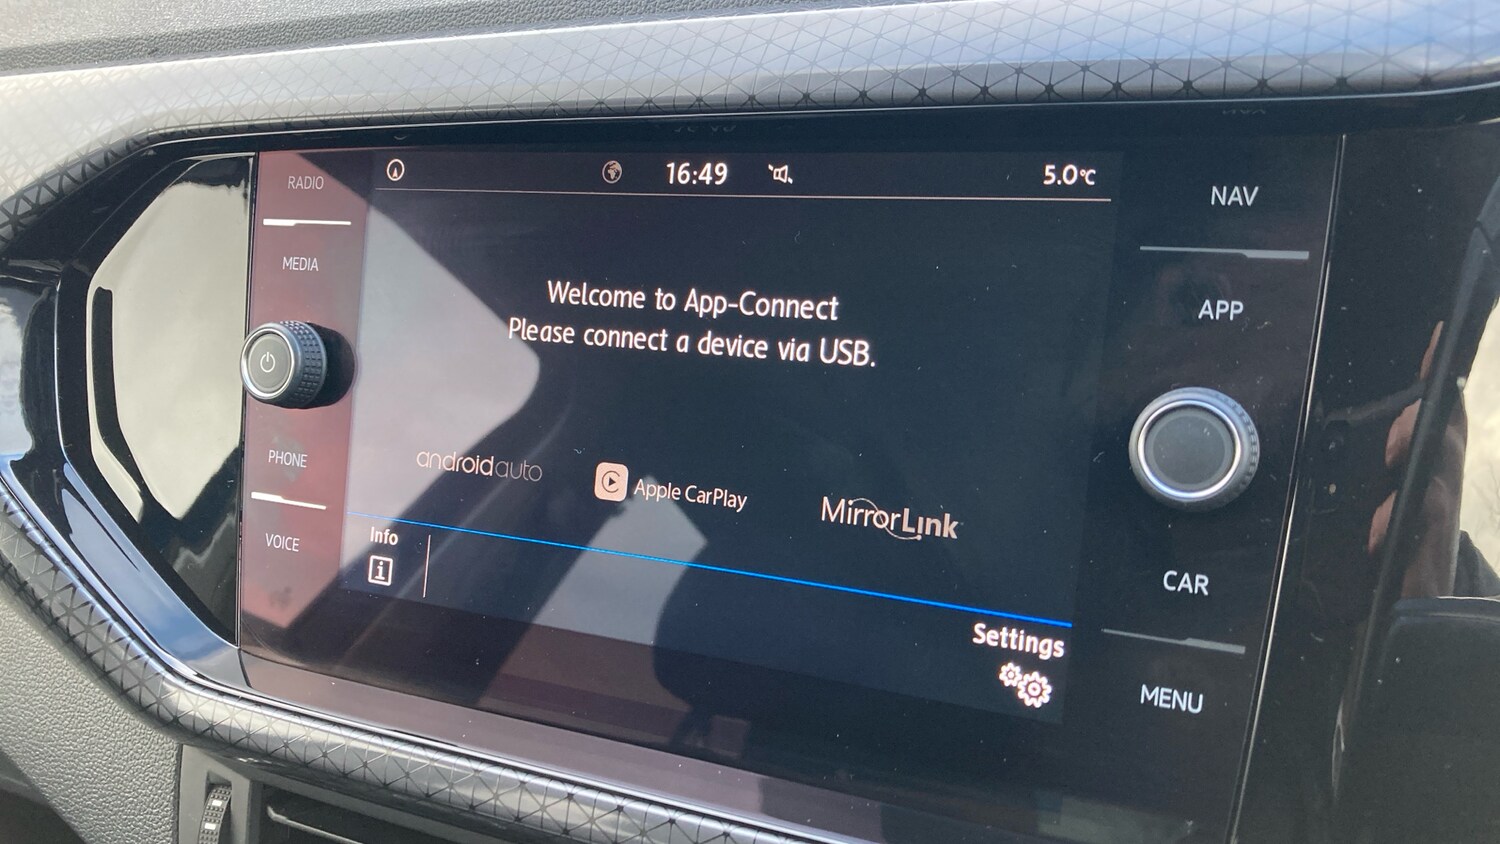 RADIO
MEDIA
PHONE
VOICE
16:49
5.0°C
Welcome to App-Connect
Please connect a device via USB.
androidauto
Apple CarPlay
MirrorLink
Info
i
Settings
NAV
APP
CAR
MENU